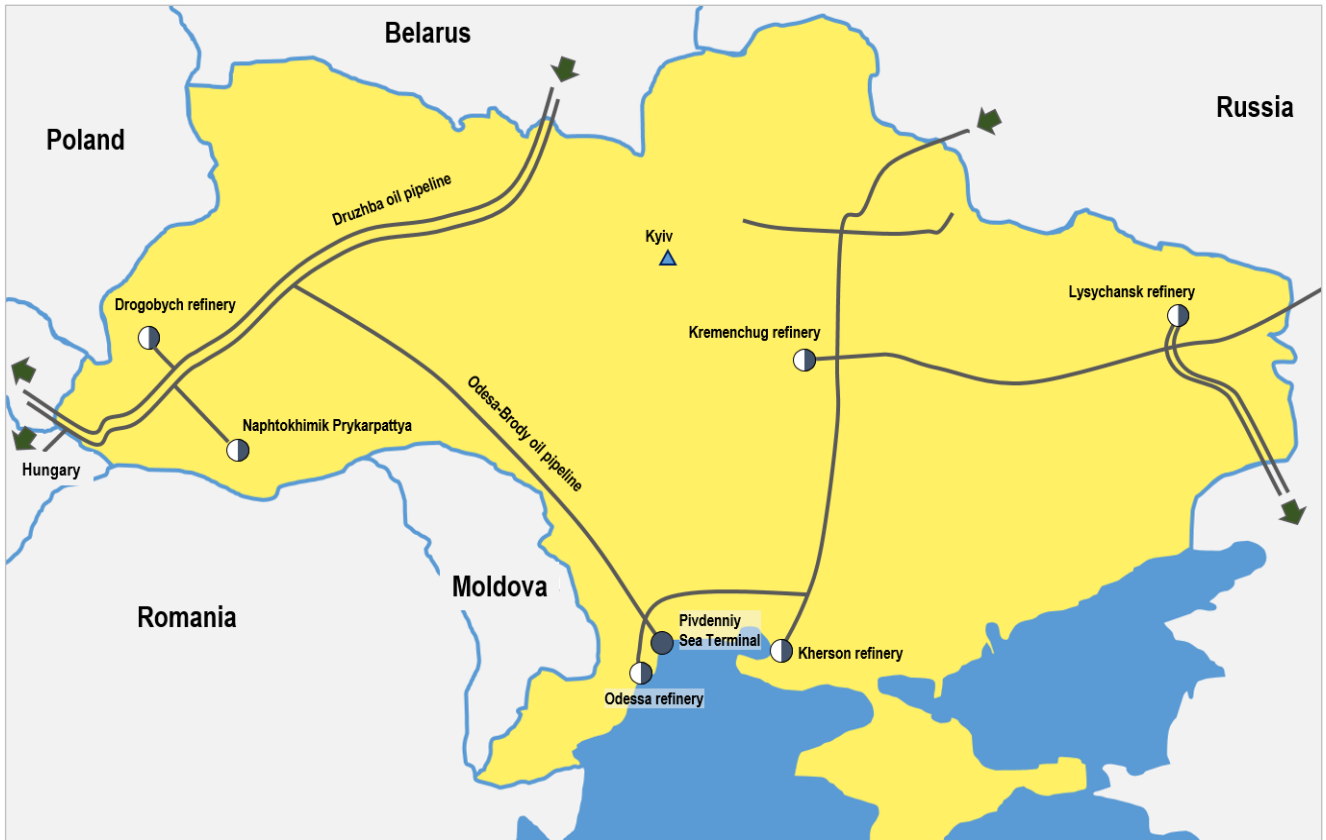 Belarus
Russia
Poland
Druzhba oil pipeline
Kyiv
Lysychansk refinery
Drogobych refinery
Kremenchug refinery
Odesa-Brody oil pipeline
Naphtokhimik Prykarpattya
Hungary
Moldova
Romania
Pivdenniy
Sea Terminal
Kherson refinery
Odessa refinery